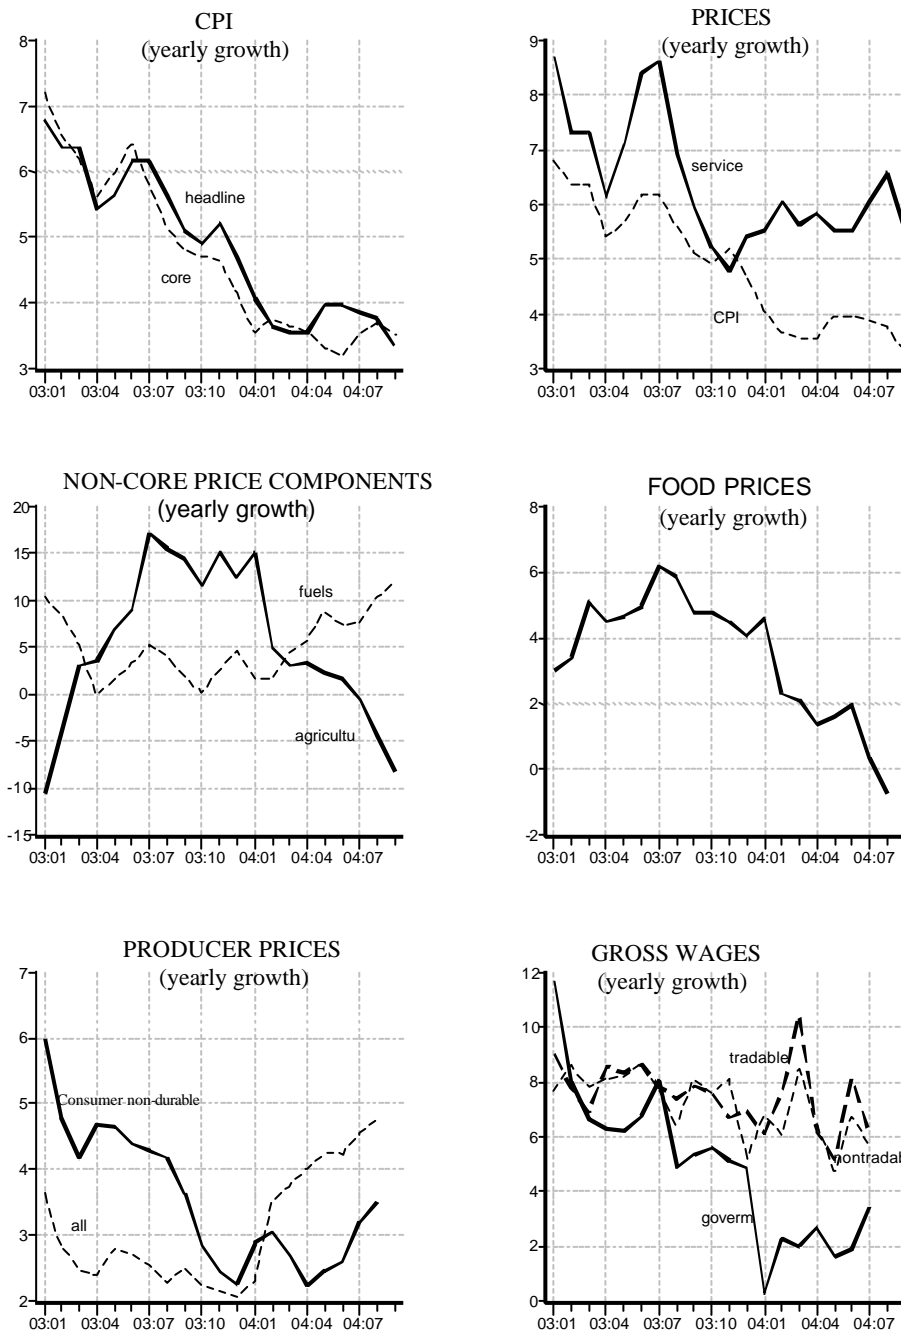 CPI
(yearly growth)
8
7
6
5
4
3
headline
core
03:01 03:04 03:07 03:10 04:01 04:04 04:07
PRICES
(yearly growth)
9
8
7
6
5
4
3
service
CPI
03:01 03:04 03:07 03:10 04:01 04:04 04:07
NON-CORE PRICE COMPONENTS
(yearly growth)
20
15
10
5
0
-5
-10
-15
fuels
agricultu
03:01 03:04 03:07 03:10 04:01 04:04 04:07
FOOD PRICES
(yearly growth)
8
6
4
2
0
-2
03:01 03:04 03:07 03:10 04:01 04:04 04:07
PRODUCER PRICES
(yearly growth)
7
6
5
4
3
2
Consumer non-durable
all
03:01 03:04 03:07 03:10 04:01 04:04 04:07
GROSS WAGES
(yearly growth)
12
10
8
6
4
2
0
tradable
nontradab
goverm
03:01 03:04 03:07 03:10 04:01 04:04 04:07